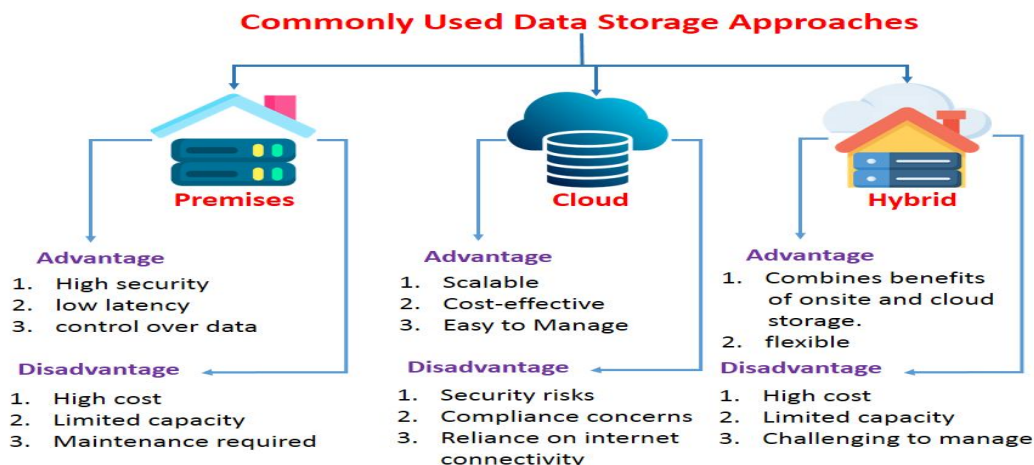 Commonly Used Data Storage Approaches
Premises
Advantage
1. High security
2. low latency
3. control over data
Disadvantage
1. High cost
2. Limited capacity
3. Maintenance required
Cloud
Advantage
1. Scalable
2. Cost-effective
3. Easy to Manage
Disadvantage
1. Security risks
2. Compliance concerns
3. Reliance on internet
connectivity
Hybrid
Advantage
1. Combines benefits
of onsite and cloud
storage.
2. flexible
Disadvantage
1. High cost
2. Limited capacity
3. Challenging to manage